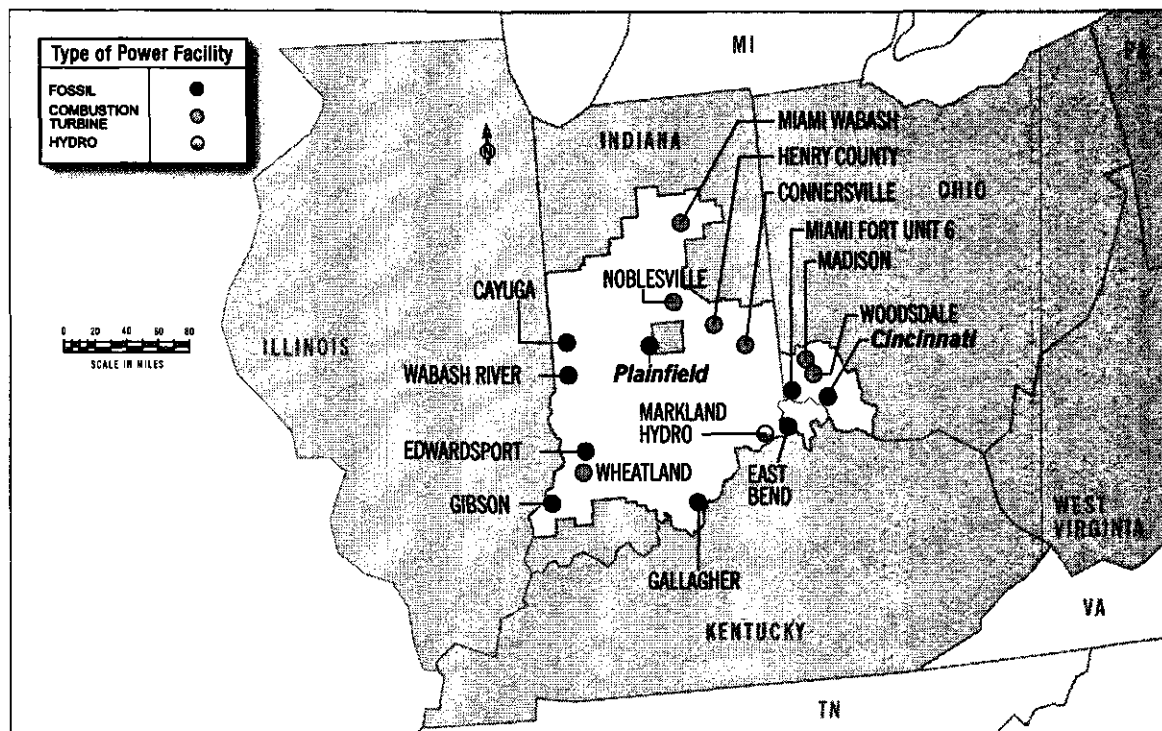 Type of Power Facility
FOSSIL
COMBUSTION
TURBINE
HYDRO
MI
PA
INDIANA
MIAMI WABASH
HENRY COUNTY
CONNERSVILLE
OHIO
MIAMI FORT UNIT 6
MADISON
NOBLESVILLE
CAYUGA
WOODSDALE
Cincinnati
0 20 40 60 80
SCALE IN MILES
ILLINOIS
WABASH RIVER
Plainfield
MARKLAND
HYDRO
EDWARDSPORT
WHEATLAND
EAST
BEND
GIBSON
WEST
VIRGINIA
GALLAGHER
VA
KENTUCKY
TN